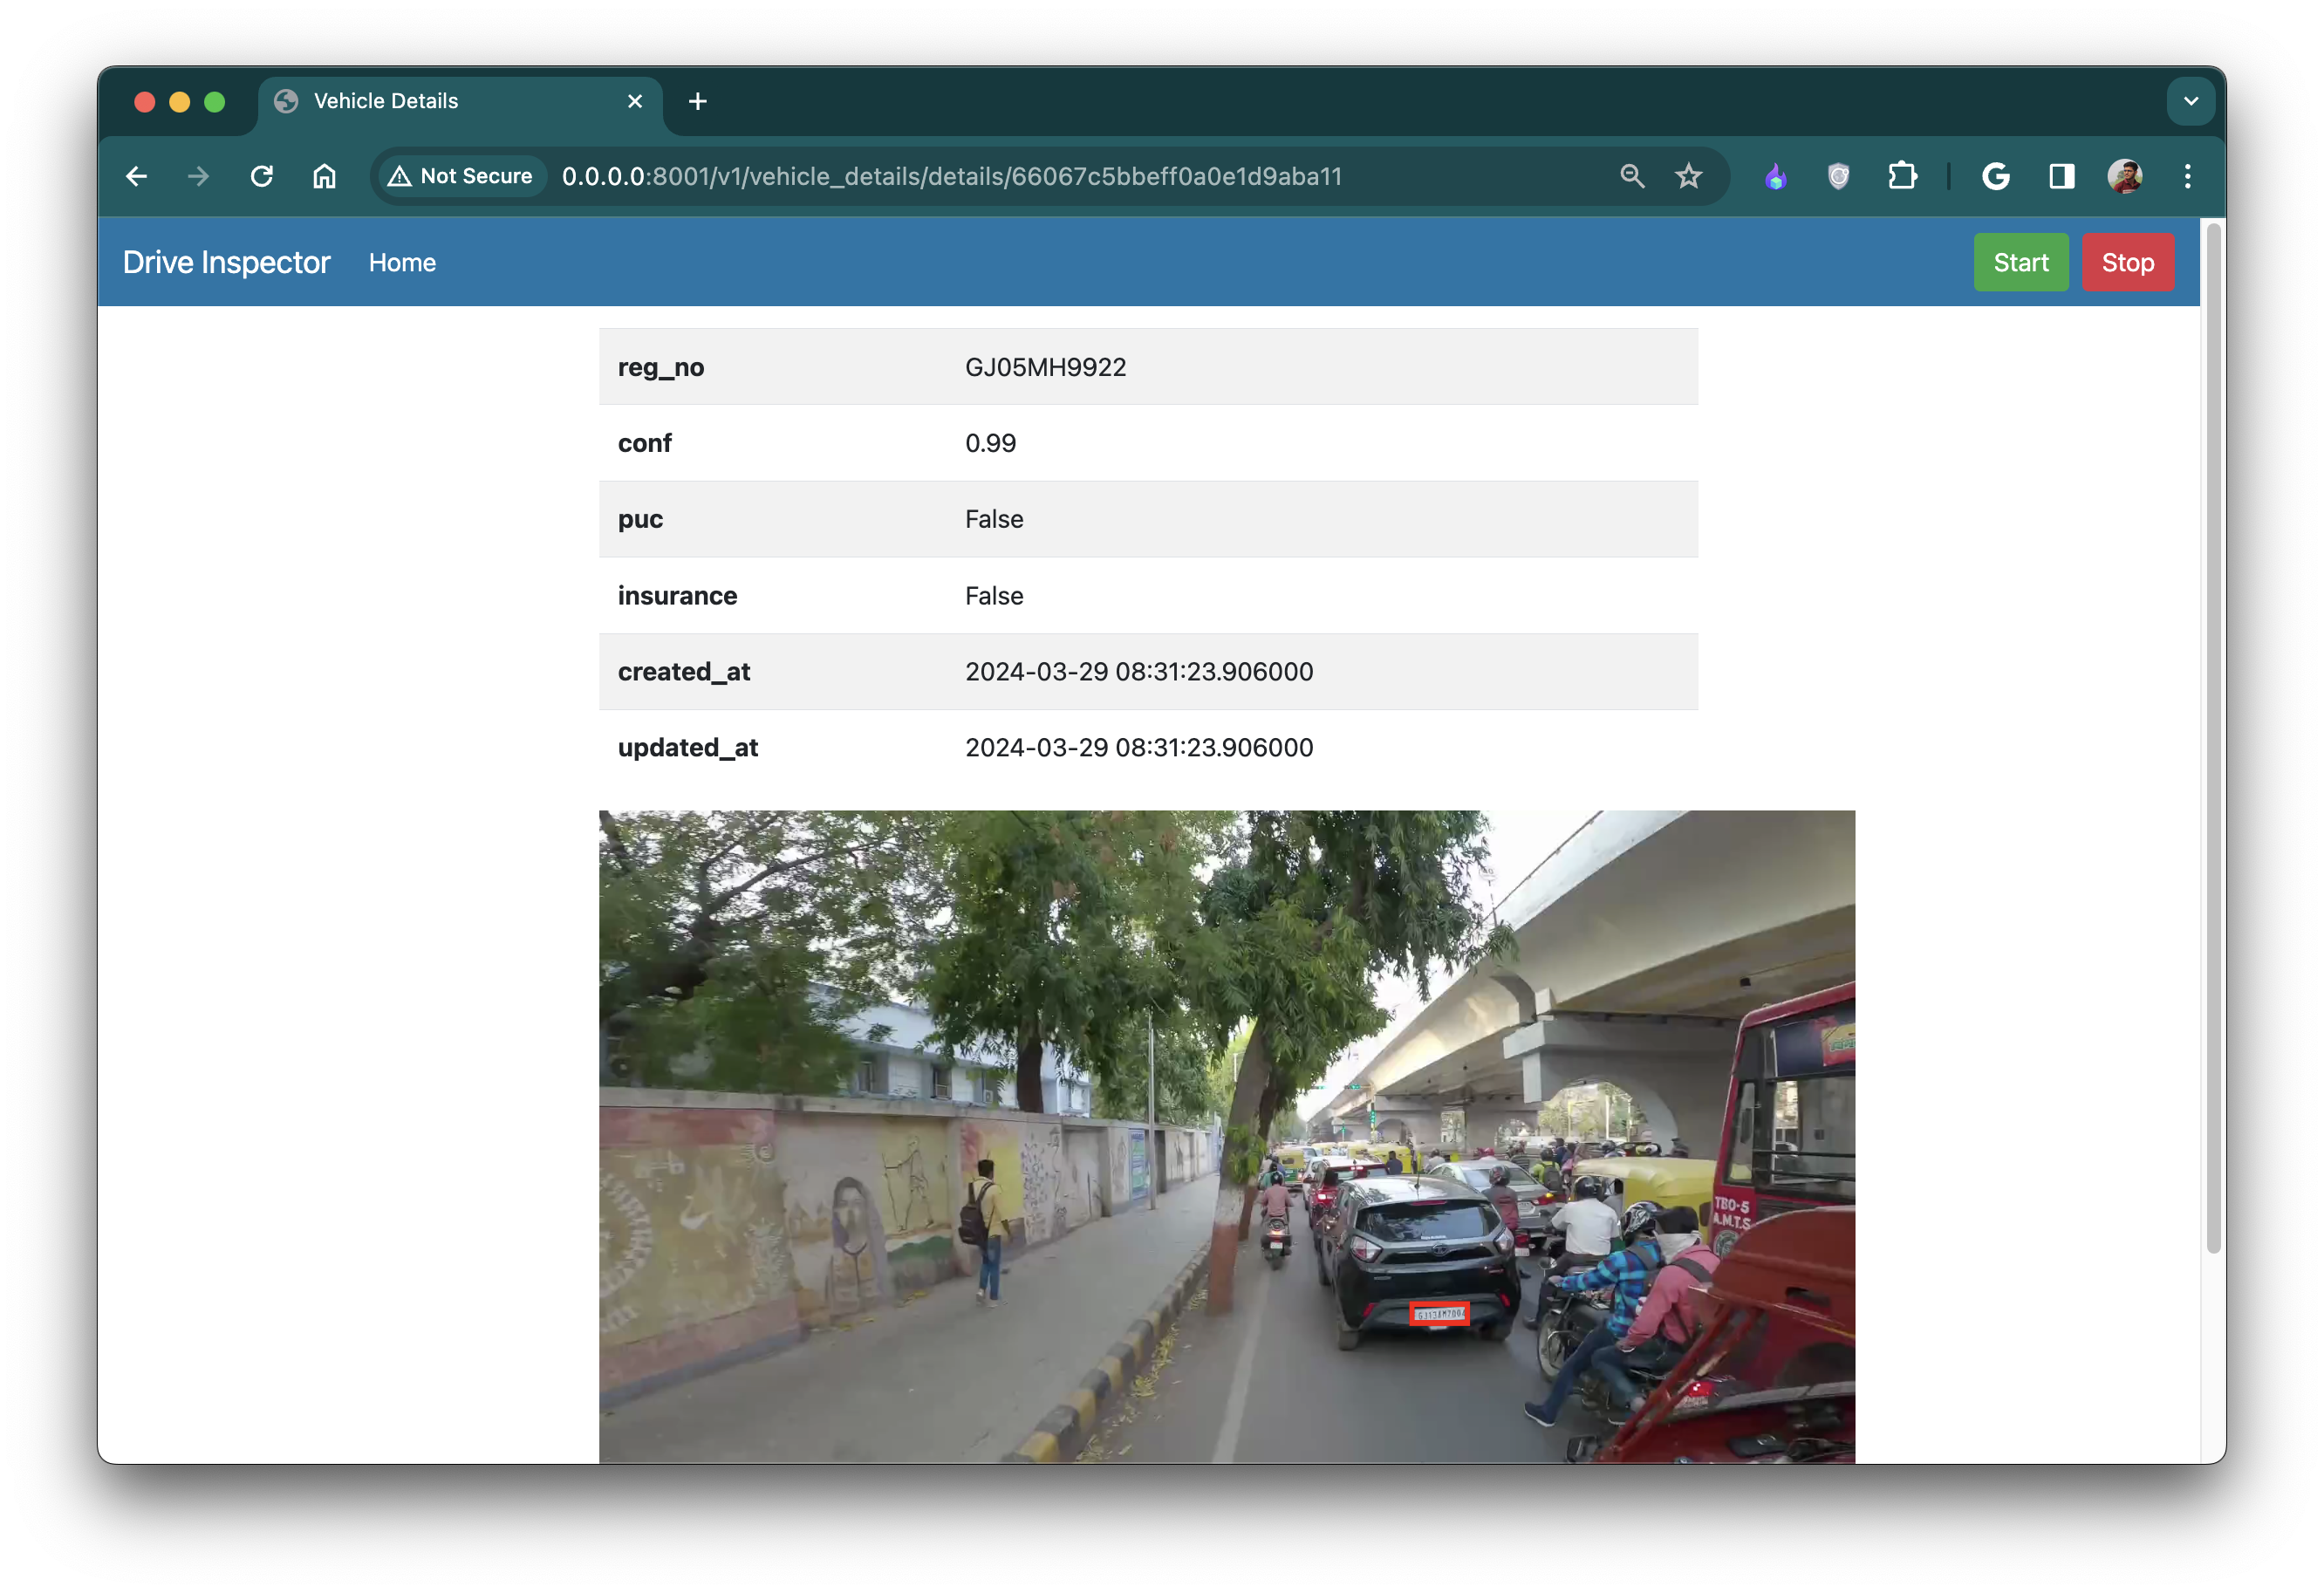 Vehicle Details
Not Secure 0.0.0.0:8001/v1/vehicle_details/details/66067c5bbeff0a0e1d9aba11
Drive Inspector Home Start Stop
reg_no GJ05MH9922
conf 0.99
puc False
insurance False
created_at 2024-03-29 08:31:23.906000
updated_at 2024-03-29 08:31:23.906000
TBO-5
A.M.T.S.